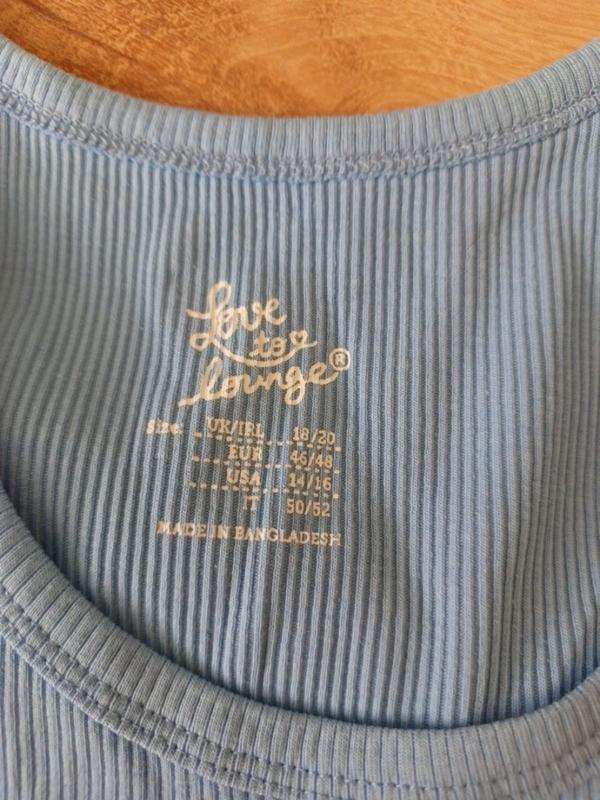 Love
to
lounge®
Size: UK/IRL 18/20
EUR 46/48
USA 14/16
IT 50/52
MADE IN BANGLADESH